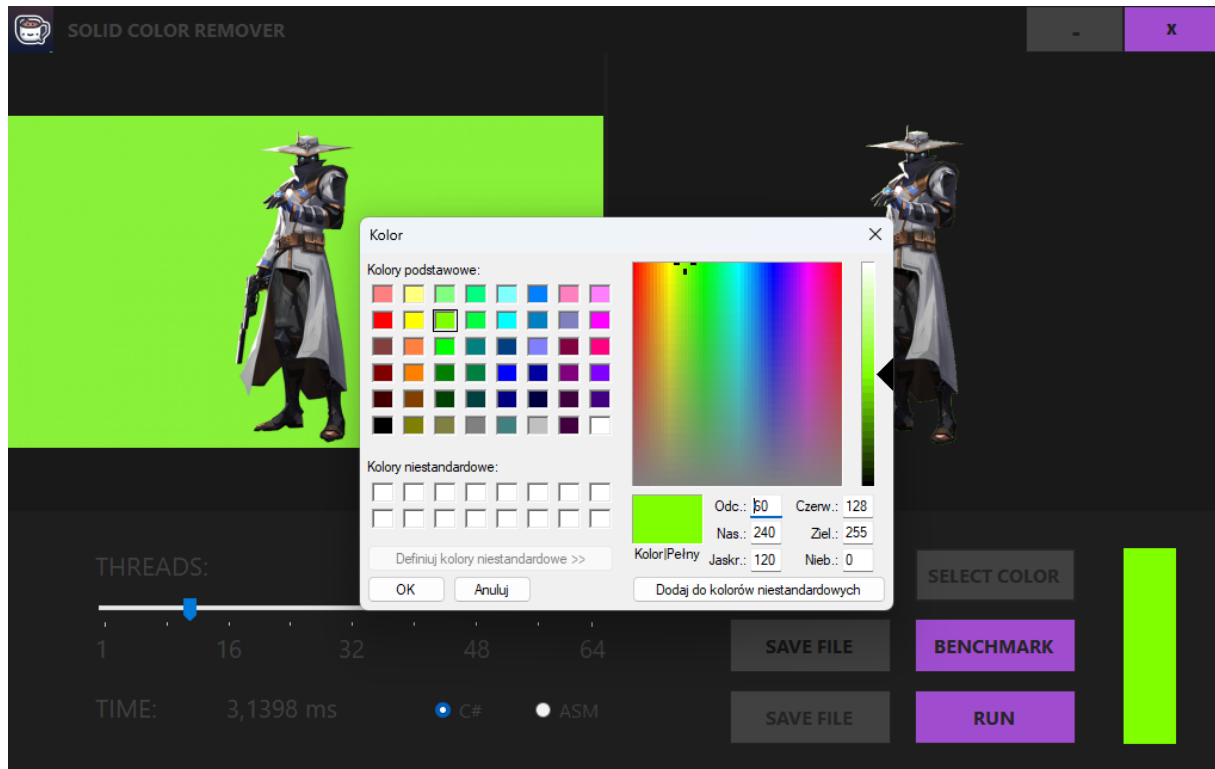 SOLID COLOR REMOVER
-
X
Kolor
Kolory podstawowe:
Kolory niestandardowe:
Definiuj kolory niestandardowe >>
OK Anuluj
Kolor|Pełny
Odc.: 60 Czerw.: 128
Nas.: 240 Ziel.: 255
Jaskr.: 120 Nieb.: 0
Dodaj do kolorów niestandardowych
THREADS:
1 16 32 48 64
TIME: 3,1398 ms
C# ASM
SELECT COLOR
SAVE FILE BENCHMARK
SAVE FILE RUN